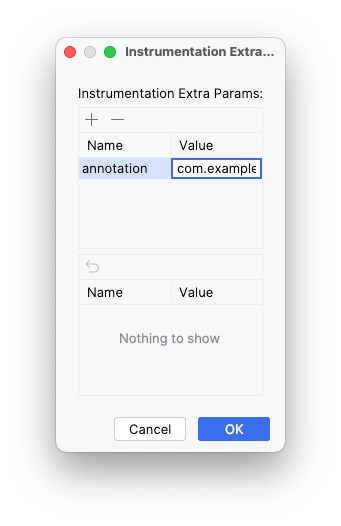 Instrumentation Extra...
Instrumentation Extra Params:
Name Value
annotation com.example
Name Value
Nothing to show
Cancel OK